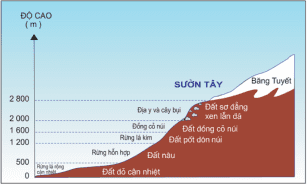 ĐỘ CAO
( m )
SƯỜN TÂY
Băng Tuyết
2 800
Địa y và cây bụi
Đất sơ đẳng
xen lẫn đá
2 000
Đồng cỏ núi
Đất đồng cỏ núi
1 600
Rừng lá kim
Đất pốt dôn núi
1 200
Rừng hỗn hợp
Đất nâu
500
Rừng lá rộng
cận nhiệt
Đất đỏ cận nhiệt
0